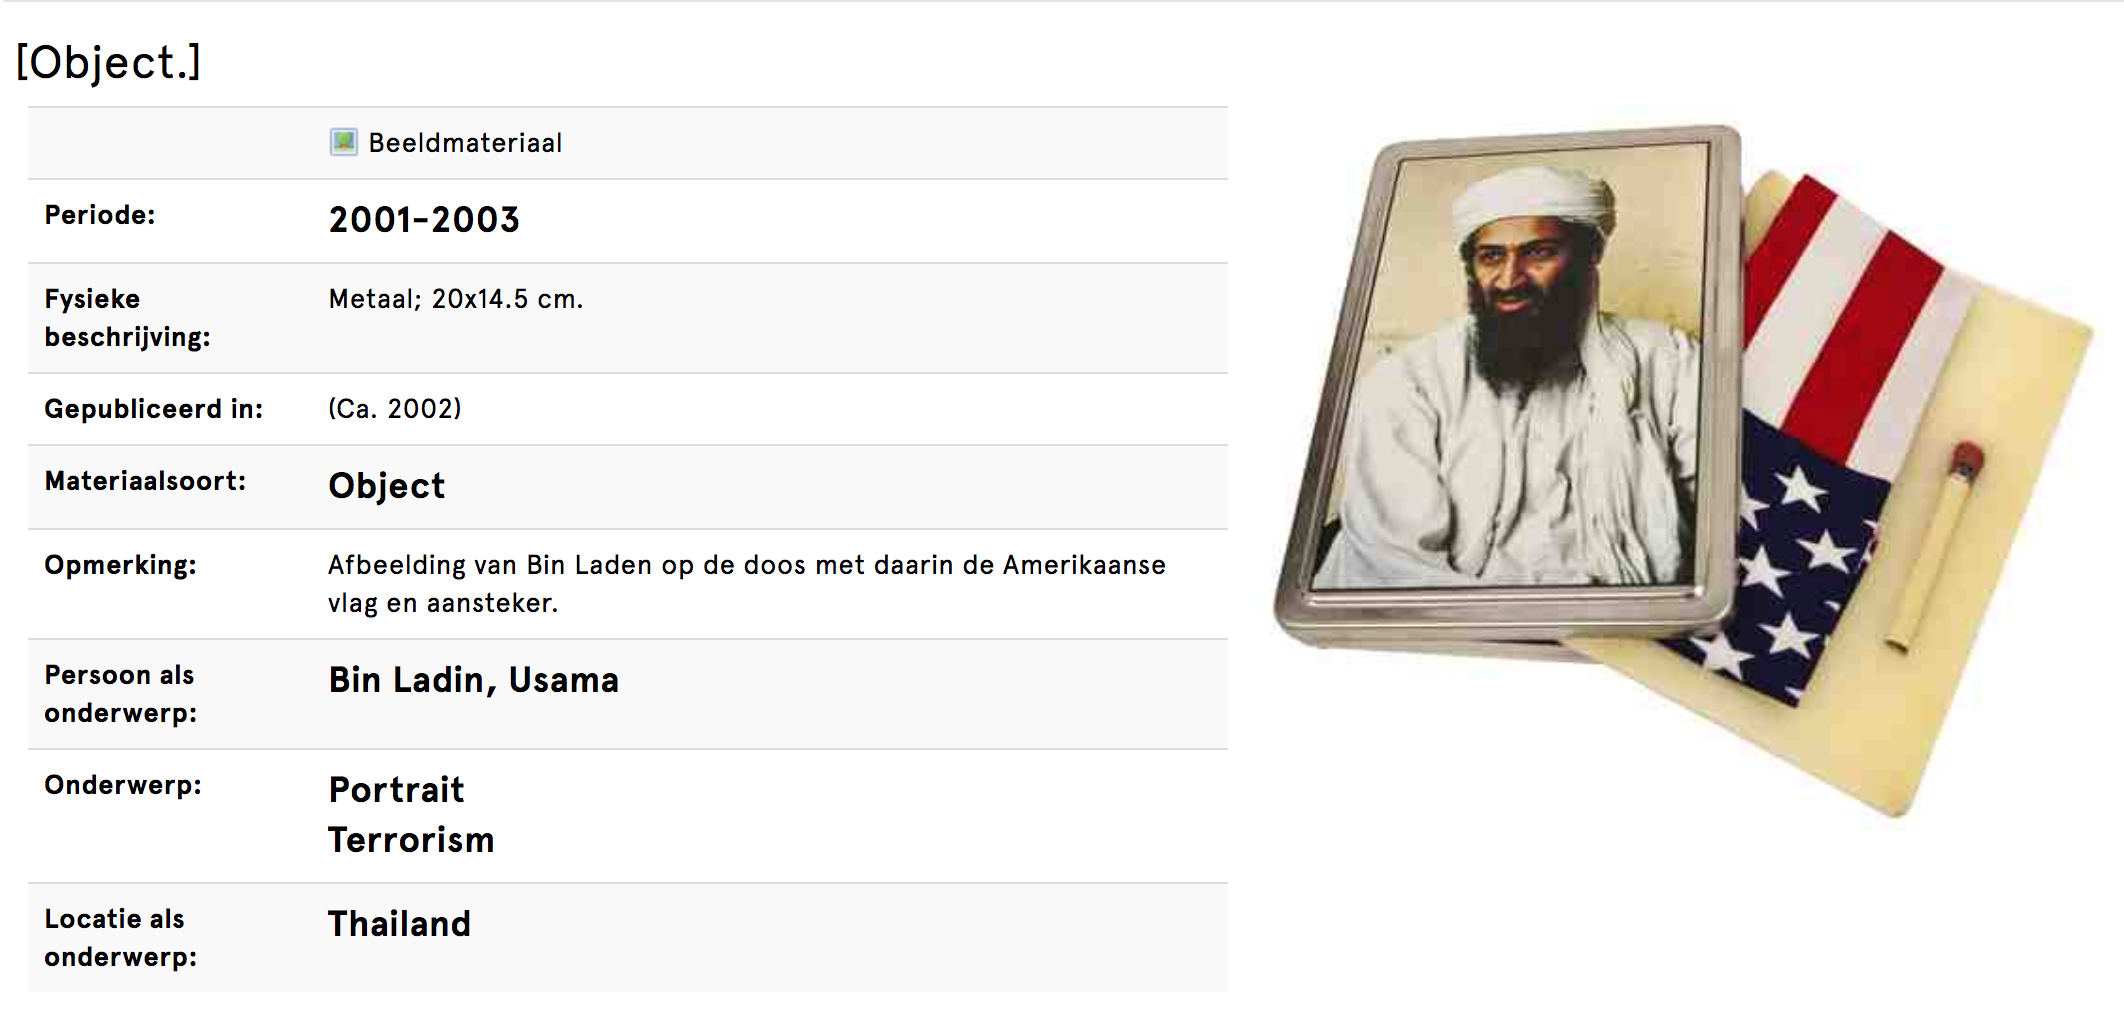 [Object.]
Beeldmateriaal
Periode:
2001-2003
Fysieke
beschrijving:
Metaal; 20x14.5 cm.
Gepubliceerd in:
(Ca. 2002)
Materiaalsoort:
Object
Opmerking:
Afbeelding van Bin Laden op de doos met daarin de Amerikaanse
vlag en aansteker.
Persoon als
onderwerp:
Bin Ladin, Usama
Onderwerp:
Portrait
Terrorism
Locatie als
onderwerp:
Thailand